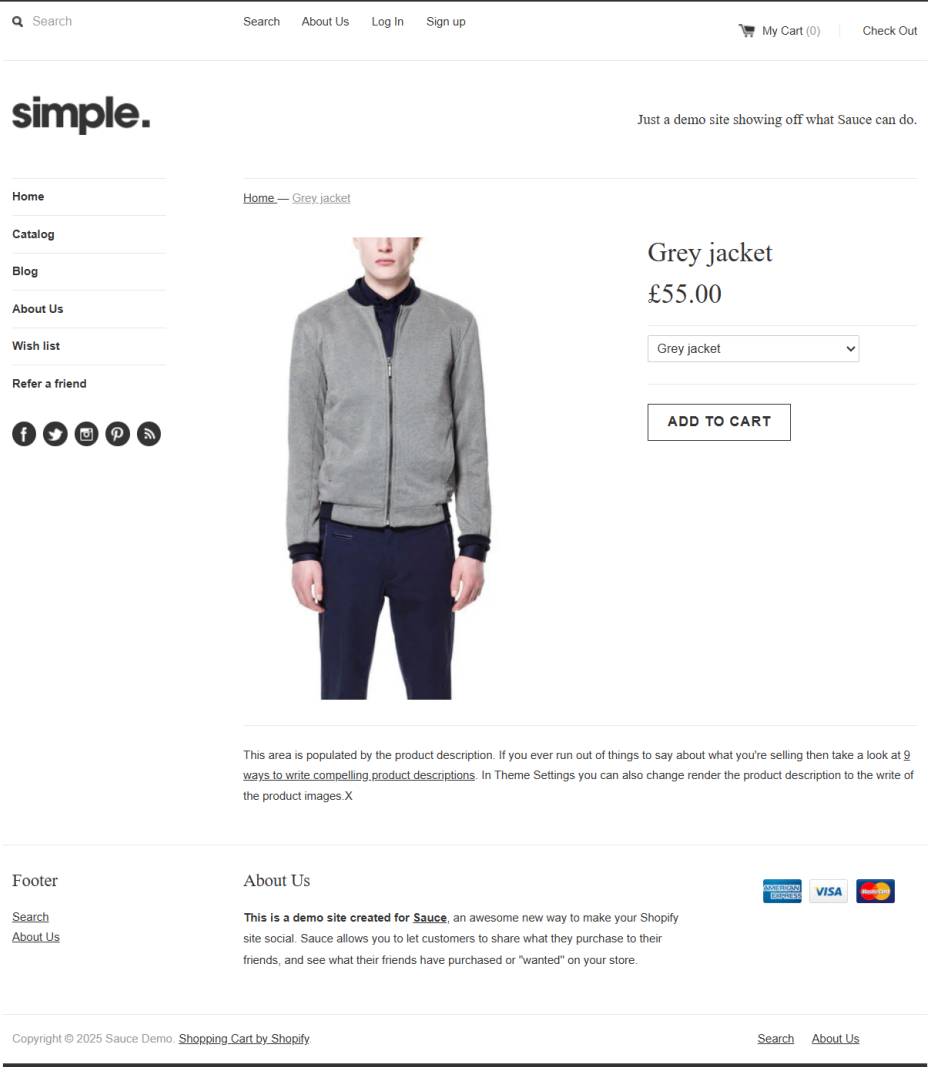 Search
Search About Us Log In Sign up
My Cart (0) Check Out
simple.
Just a demo site showing off what Sauce can do.
Home
Catalog
Blog
About Us
Wish list
Refer a friend
Home — Grey jacket
Grey jacket
£55.00
Grey jacket
ADD TO CART
This area is populated by the product description. If you ever run out of things to say about what you're selling then take a look at 9
ways to write compelling product descriptions. In Theme Settings you can also change render the product description to the write of
the product images.X
Footer
Search
About Us
About Us
This is a demo site created for Sauce, an awesome new way to make your Shopify
site social. Sauce allows you to let customers to share what they purchase to their
friends, and see what their friends have purchased or "wanted" on your store.
AMERICAN
EXPRESS
VISA
MasterCard
Copyright © 2025 Sauce Demo. Shopping Cart by Shopify
Search About Us